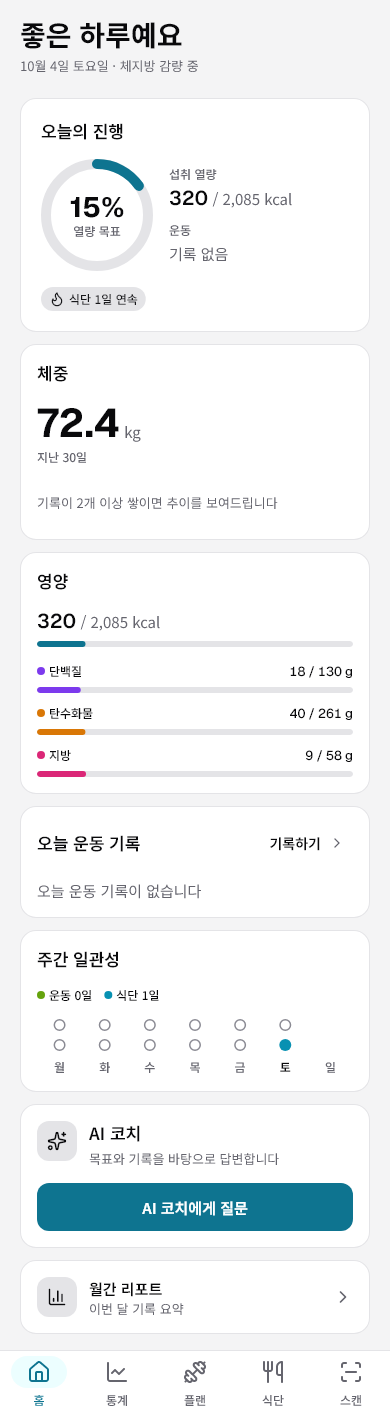 좋은 하루예요
10월 4일 토요일 · 체지방 감량 중
오늘의 진행
15%
열량 목표
섭취 열량
320 / 2,085 kcal
운동
기록 없음
식단 1일 연속
체중
72.4 kg
지난 30일
기록이 2개 이상 쌓이면 추이를 보여드립니다
영양
320 / 2,085 kcal
단백질 18 / 130 g
탄수화물 40 / 261 g
지방 9 / 58 g
오늘 운동 기록 기록하기
오늘 운동 기록이 없습니다
주간 일관성
운동 0일 식단 1일
월 화 수 목 금 토 일
AI 코치
목표와 기록을 바탕으로 답변합니다
AI 코치에게 질문
월간 리포트
이번 달 기록 요약
홈 통계 플랜 식단 스캔